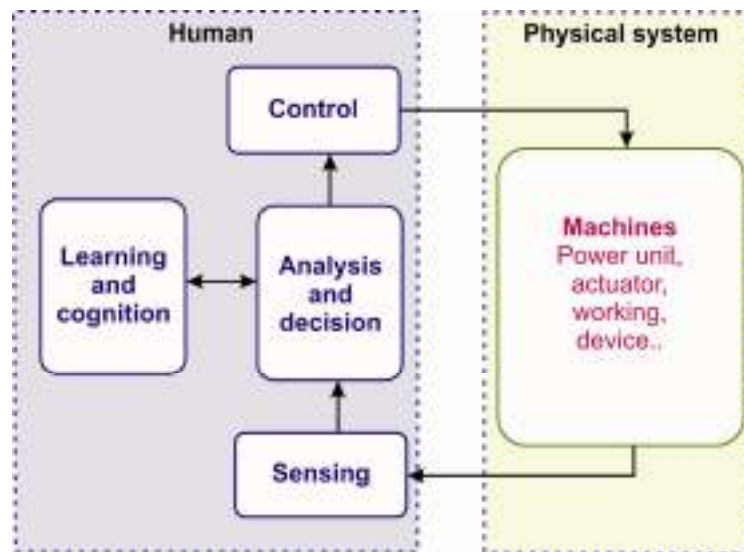 Human
Physical system
Control
Learning
and
cognition
Analysis
and
decision
Sensing
Machines
Power unit,
actuator,
working,
device..